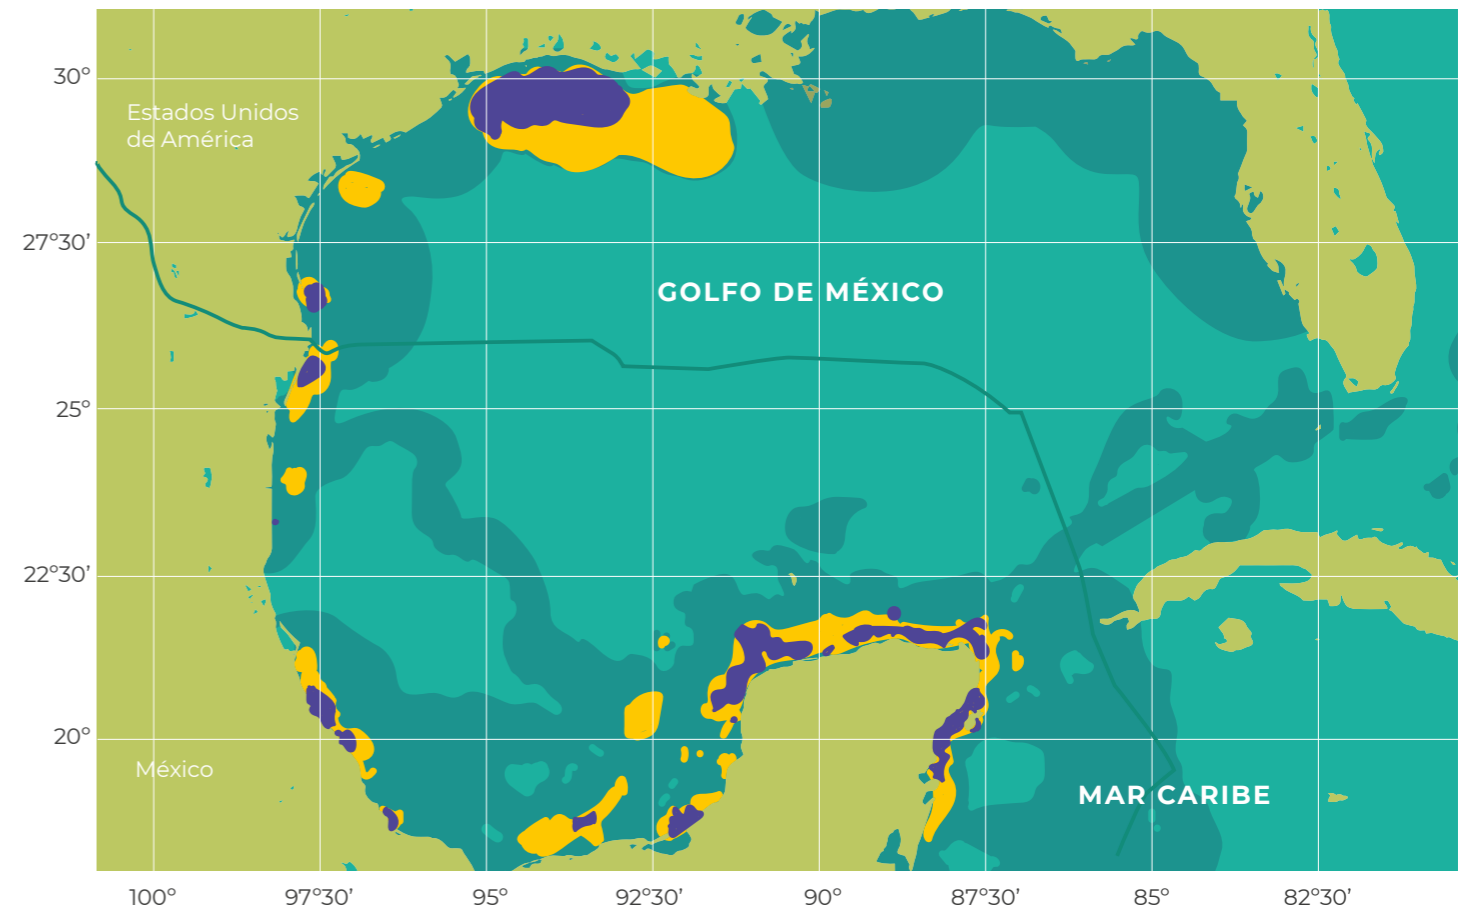 30°
Estados Unidos
de América
27°30’
GOLFO DE MÉXICO
25°
22°30’
20°
México
MAR CARIBE
100°
97°30’
95°
92°30’
90°
87°30’
85°
82°30’